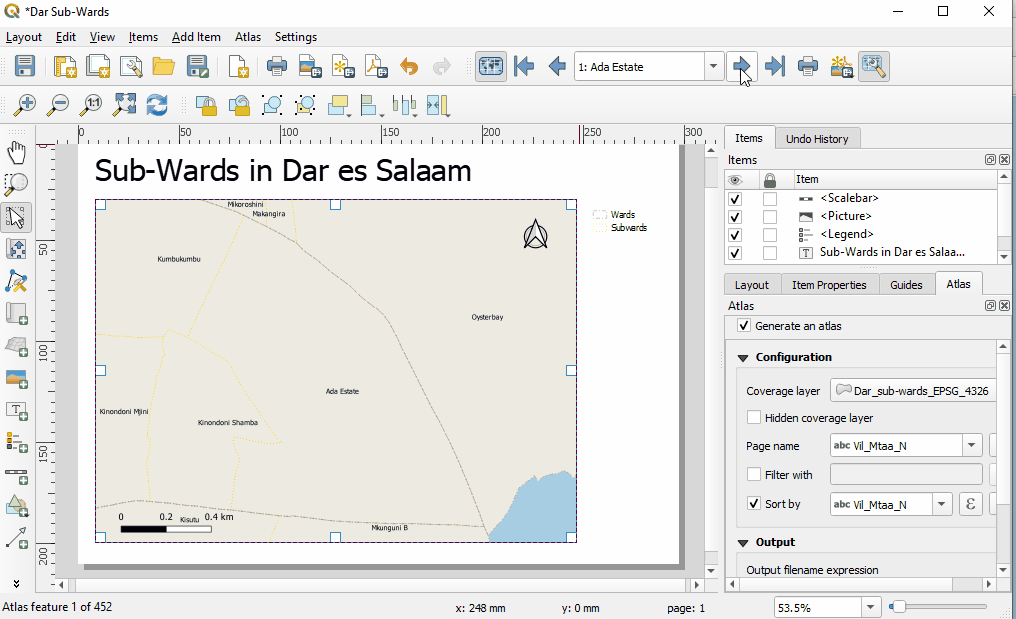 *Dar Sub-Wards
Layout Edit View Items Add Item Atlas Settings
1: Ada Estate
1:1
0 50 100 150 200 250 300
Sub-Wards in Dar es Salaam
Mikoroshini
Makangira
Wards
Subwards
Kumbukumbu
Oysterbay
Ada Estate
Kinondoni Mjini
Kinondoni Shamba
0 0.2 0.4 km
Kisutu
Mkunguni B
0
50
100
150
200
Items Undo History
Items
Item
<Scalebar>
<Picture>
<Legend>
T Sub-Wards in Dar es Salaa...
Layout Item Properties Guides Atlas
Atlas
Generate an atlas
Configuration
Coverage layer Dar_sub-wards_EPSG_4326
Hidden coverage layer
Page name abc Vil_Mtaa_N
Filter with
Sort by abc Vil_Mtaa_N ε
Output
Output filename expression
Atlas feature 1 of 452 x: 248 mm y: 0 mm page: 1 53.5%